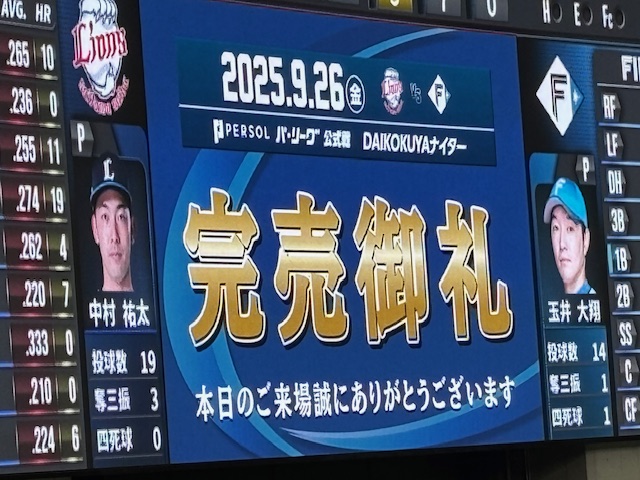 AVG. HR
.265 10
.236 0
.255 11
.274 19
.262 4
.220 7
.333 0
.210 0
.224 6
Lions
P
L
中村 祐太
投球数 19
奪三振 3
四死球 0
2025.9.26 金
Lions VS F
PERSOL パ・リーグ 公式戦 DAIKOKUYAナイター
完売御礼
本日のご来場誠にありがとうございます
H E Fc
0
F
P
玉井 大翔
投球数 14
奪三振 1
四死球 1
RF
LF
DH
3B
1B
2B
SS
C
CF